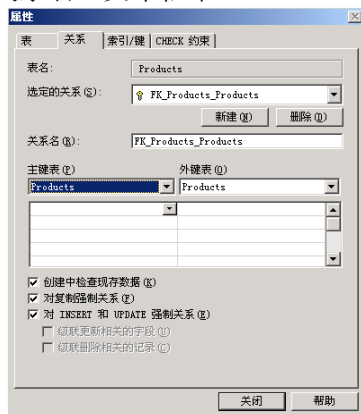 属性
表 关系 索引/键 CHECK 约束
表名: Products
选定的关系(S): FK_Products_Products
新建(N) 删除(D)
关系名(R): FK_Products_Products
主键表(P) 外键表(O)
Products Products
创建中检查现存数据(K)
对复制强制关系(F)
对 INSERT 和 UPDATE 强制关系(E)
级联更新相关的字段(U)
级联删除相关的记录(C)
关闭 帮助